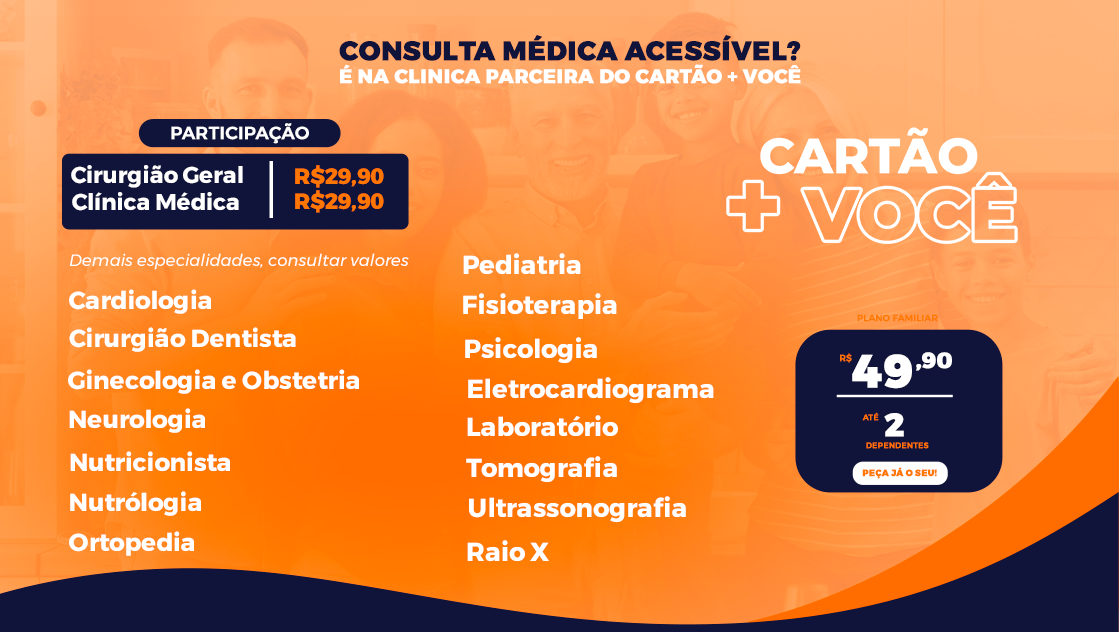 CONSULTA MÉDICA ACESSÍVEL?
É NA CLINICA PARCEIRA DO CARTÃO + VOCÊ
PARTICIPAÇÃO
Cirurgião Geral R$29,90
Clínica Médica R$29,90
Demais especialidades, consultar valores
Cardiologia
Cirurgião Dentista
Ginecologia e Obstetria
Neurologia
Nutricionista
Nutrólogia
Ortopedia
Pediatria
Fisioterapia
Psicologia
Eletrocardiograma
Laboratório
Tomografia
Ultrassonografia
Raio X
CARTÃO
+ VOCÊ
PLANO FAMILIAR
R$ 49,90
ATÉ 2
DEPENDENTES
PEÇA JÁ O SEU!